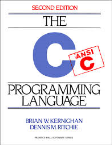 SECOND EDITION
THE
C
ANSI
C
PROGRAMMING
LANGUAGE
BRIAN W. KERNIGHAN
DENNIS M. RITCHIE